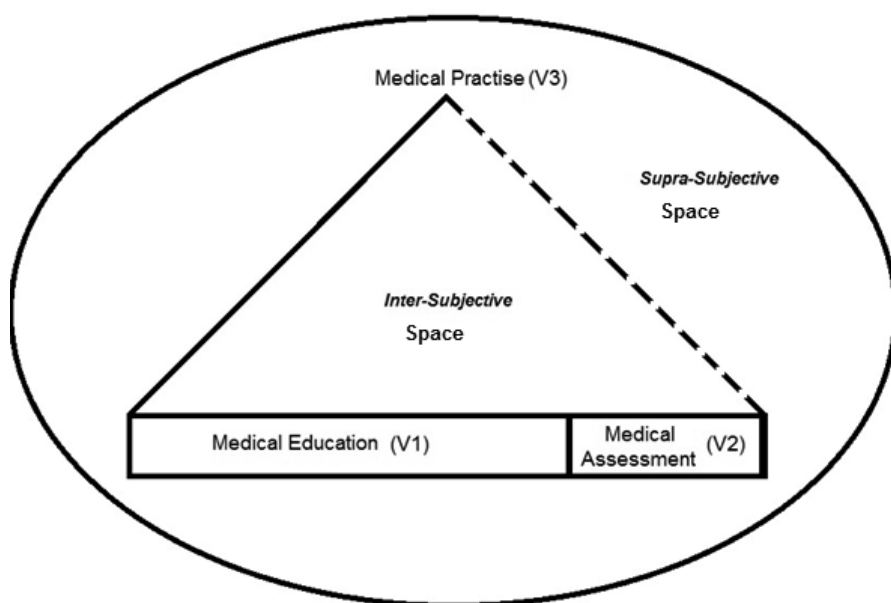 Medical Practise (V3)
Supra-Subjective
Space
Inter-Subjective
Space
Medical Education (V1)
Medical
Assessment (V2)